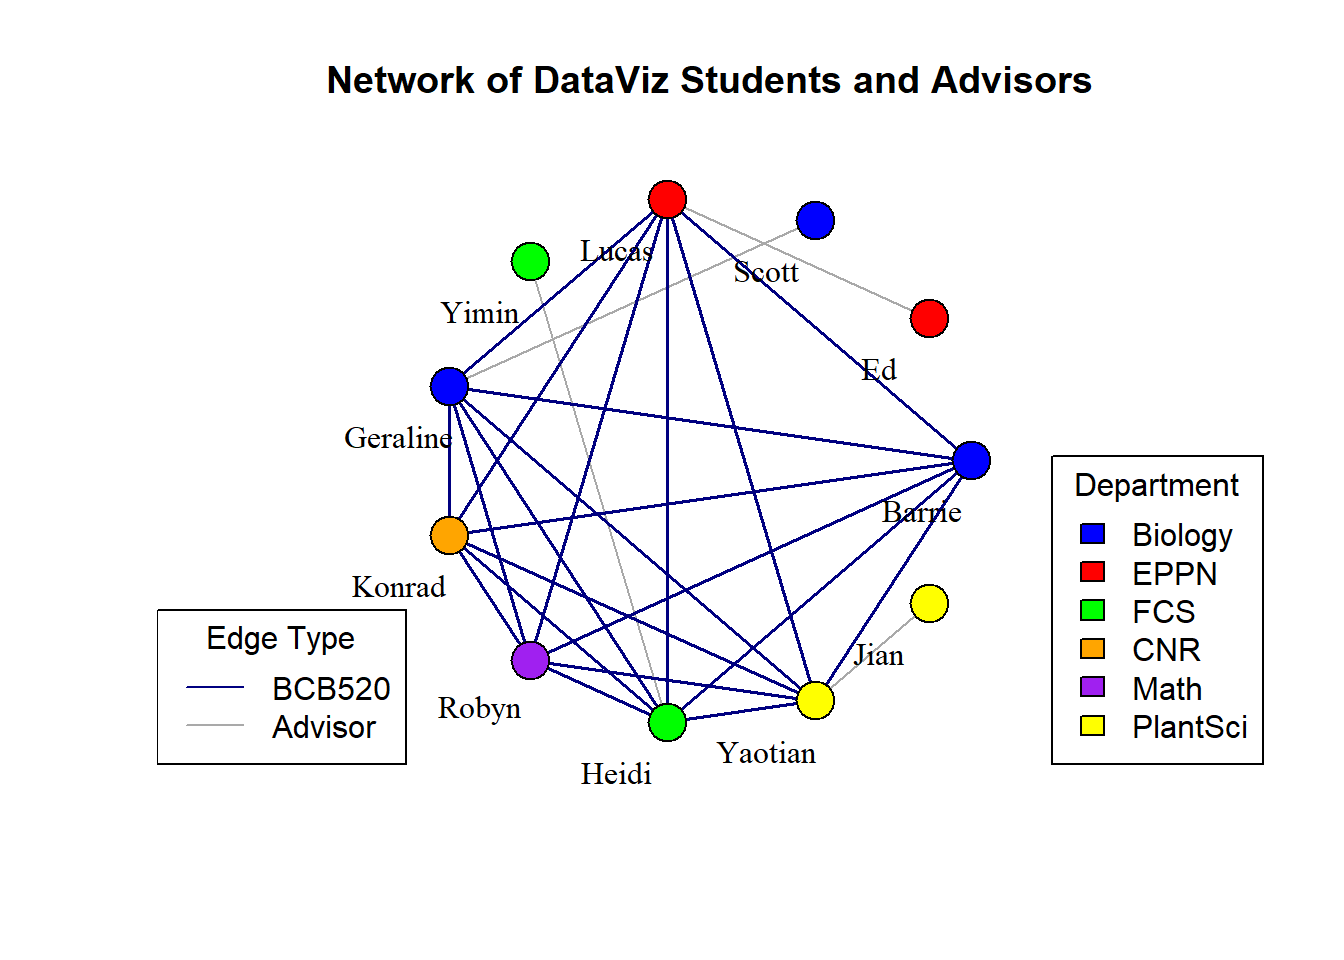 Network of DataViz Students and Advisors
Lucas
Scott
Yimin
Ed
Geraline
Barrie
Konrad
Jian
Robyn
Yaotian
Heidi
Edge Type
BCB520
Advisor
Department
Biology
EPPN
FCS
CNR
Math
PlantSci